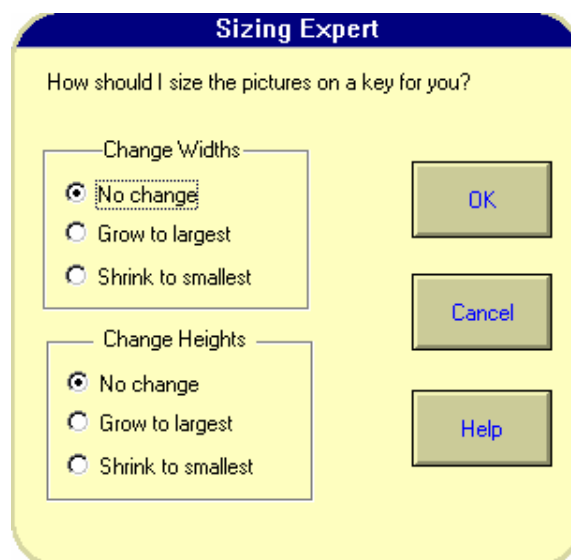 Sizing Expert
How should I size the pictures on a key for you?
Change Widths
No change
Grow to largest
Shrink to smallest
Change Heights
No change
Grow to largest
Shrink to smallest
OK
Cancel
Help